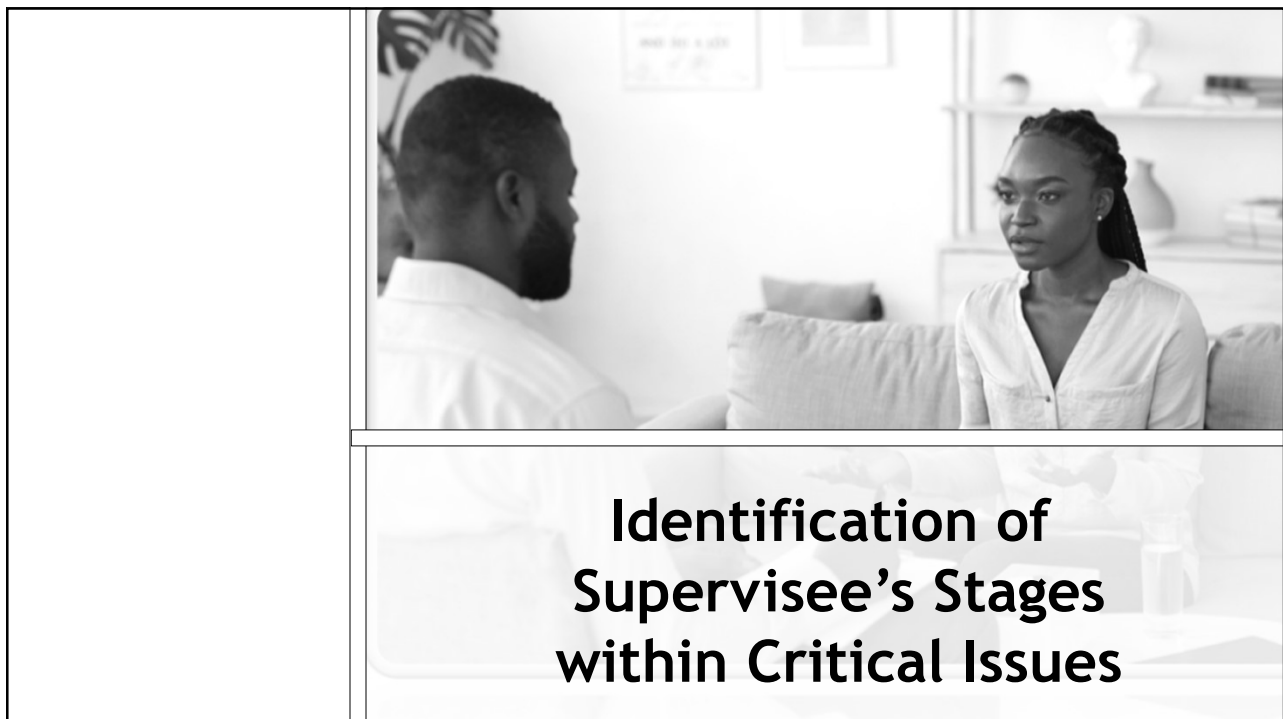 Identification of
Supervisee’s Stages
within Critical Issues